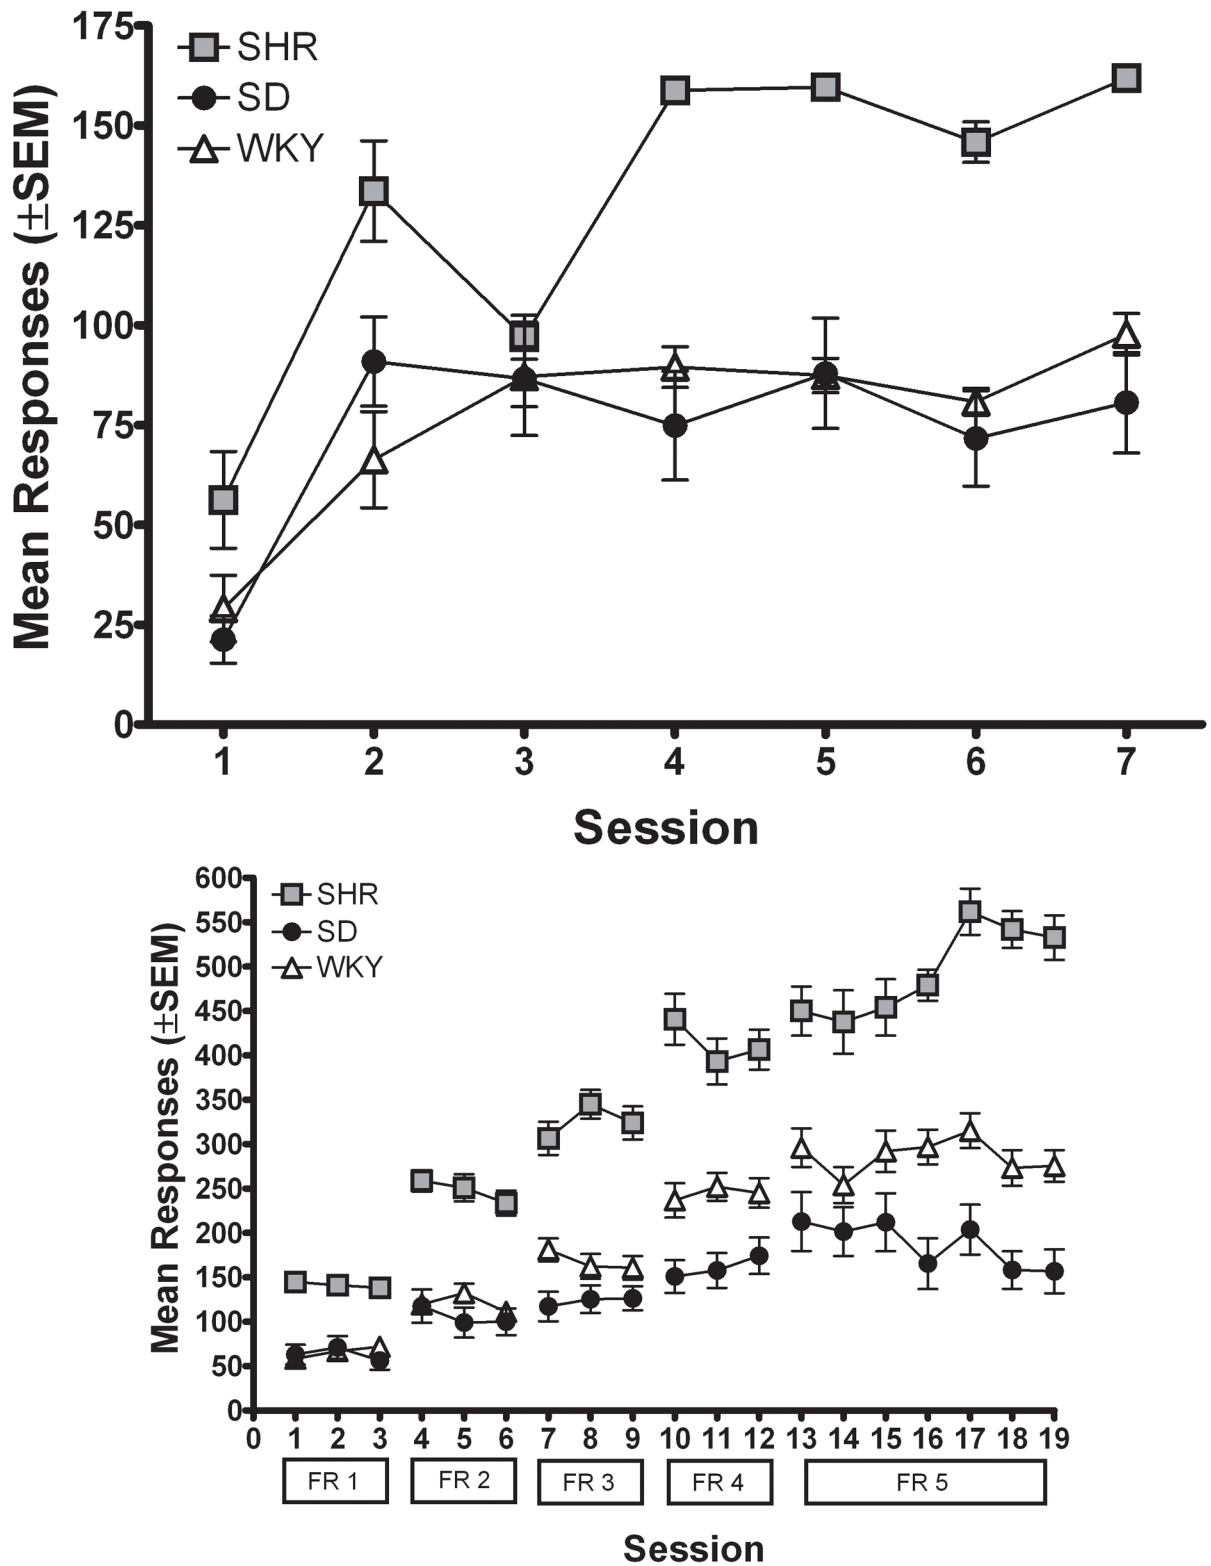 Mean Responses (±SEM)
175
150
125
100
75
50
25
0
SHR
SD
WKY
1 2 3 4 5 6 7
Session
Mean Responses (±SEM)
600
550
500
450
400
350
300
250
200
150
100
50
0
SHR
SD
WKY
0 1 2 3 4 5 6 7 8 9 10 11 12 13 14 15 16 17 18 19
FR 1 FR 2 FR 3 FR 4 FR 5
Session